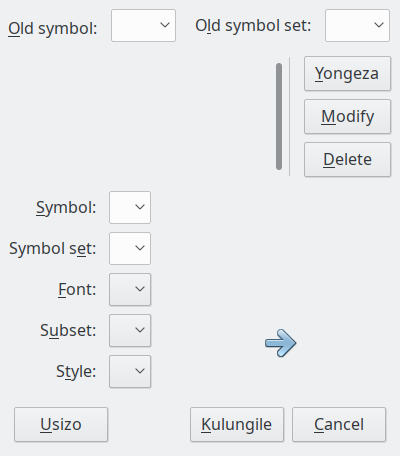 Old symbol: Old symbol set:
Yongeza
Modify
Delete
Symbol:
Symbol set:
Font:
Subset:
Style:
Usizo Kulungile Cancel